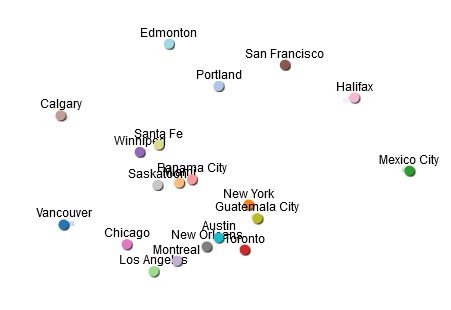 Edmonton
San Francisco
Portland
Halifax
Calgary
Santa Fe
Winnipeg
Mexico City
Panama City
Miami
Saskatoon
New York
Guatemala City
Vancouver
Austin
Chicago
New Orleans
Toronto
Montreal
Los Angeles